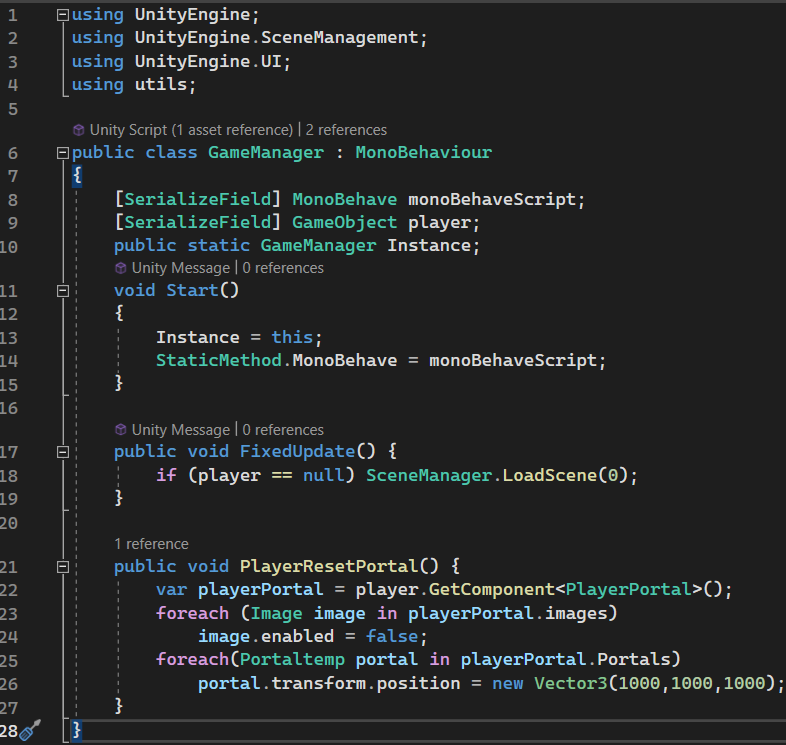 1 using UnityEngine;
2 using UnityEngine.SceneManagement;
3 using UnityEngine.UI;
4 using utils;
5
Unity Script (1 asset reference) | 2 references
6 public class GameManager : MonoBehaviour
7 {
8 [SerializeField] MonoBehave monoBehaveScript;
9 [SerializeField] GameObject player;
10 public static GameManager Instance;
Unity Message | 0 references
11 void Start()
12 {
13 Instance = this;
14 StaticMethod.MonoBehave = monoBehaveScript;
15 }
16
Unity Message | 0 references
17 public void FixedUpdate() {
18 if (player == null) SceneManager.LoadScene(0);
19 }
20
1 reference
21 public void PlayerResetPortal() {
22 var playerPortal = player.GetComponent<PlayerPortal>();
23 foreach (Image image in playerPortal.images)
24 image.enabled = false;
25 foreach(Portaltemp portal in playerPortal.Portals)
26 portal.transform.position = new Vector3(1000,1000,1000);
27 }
28 }